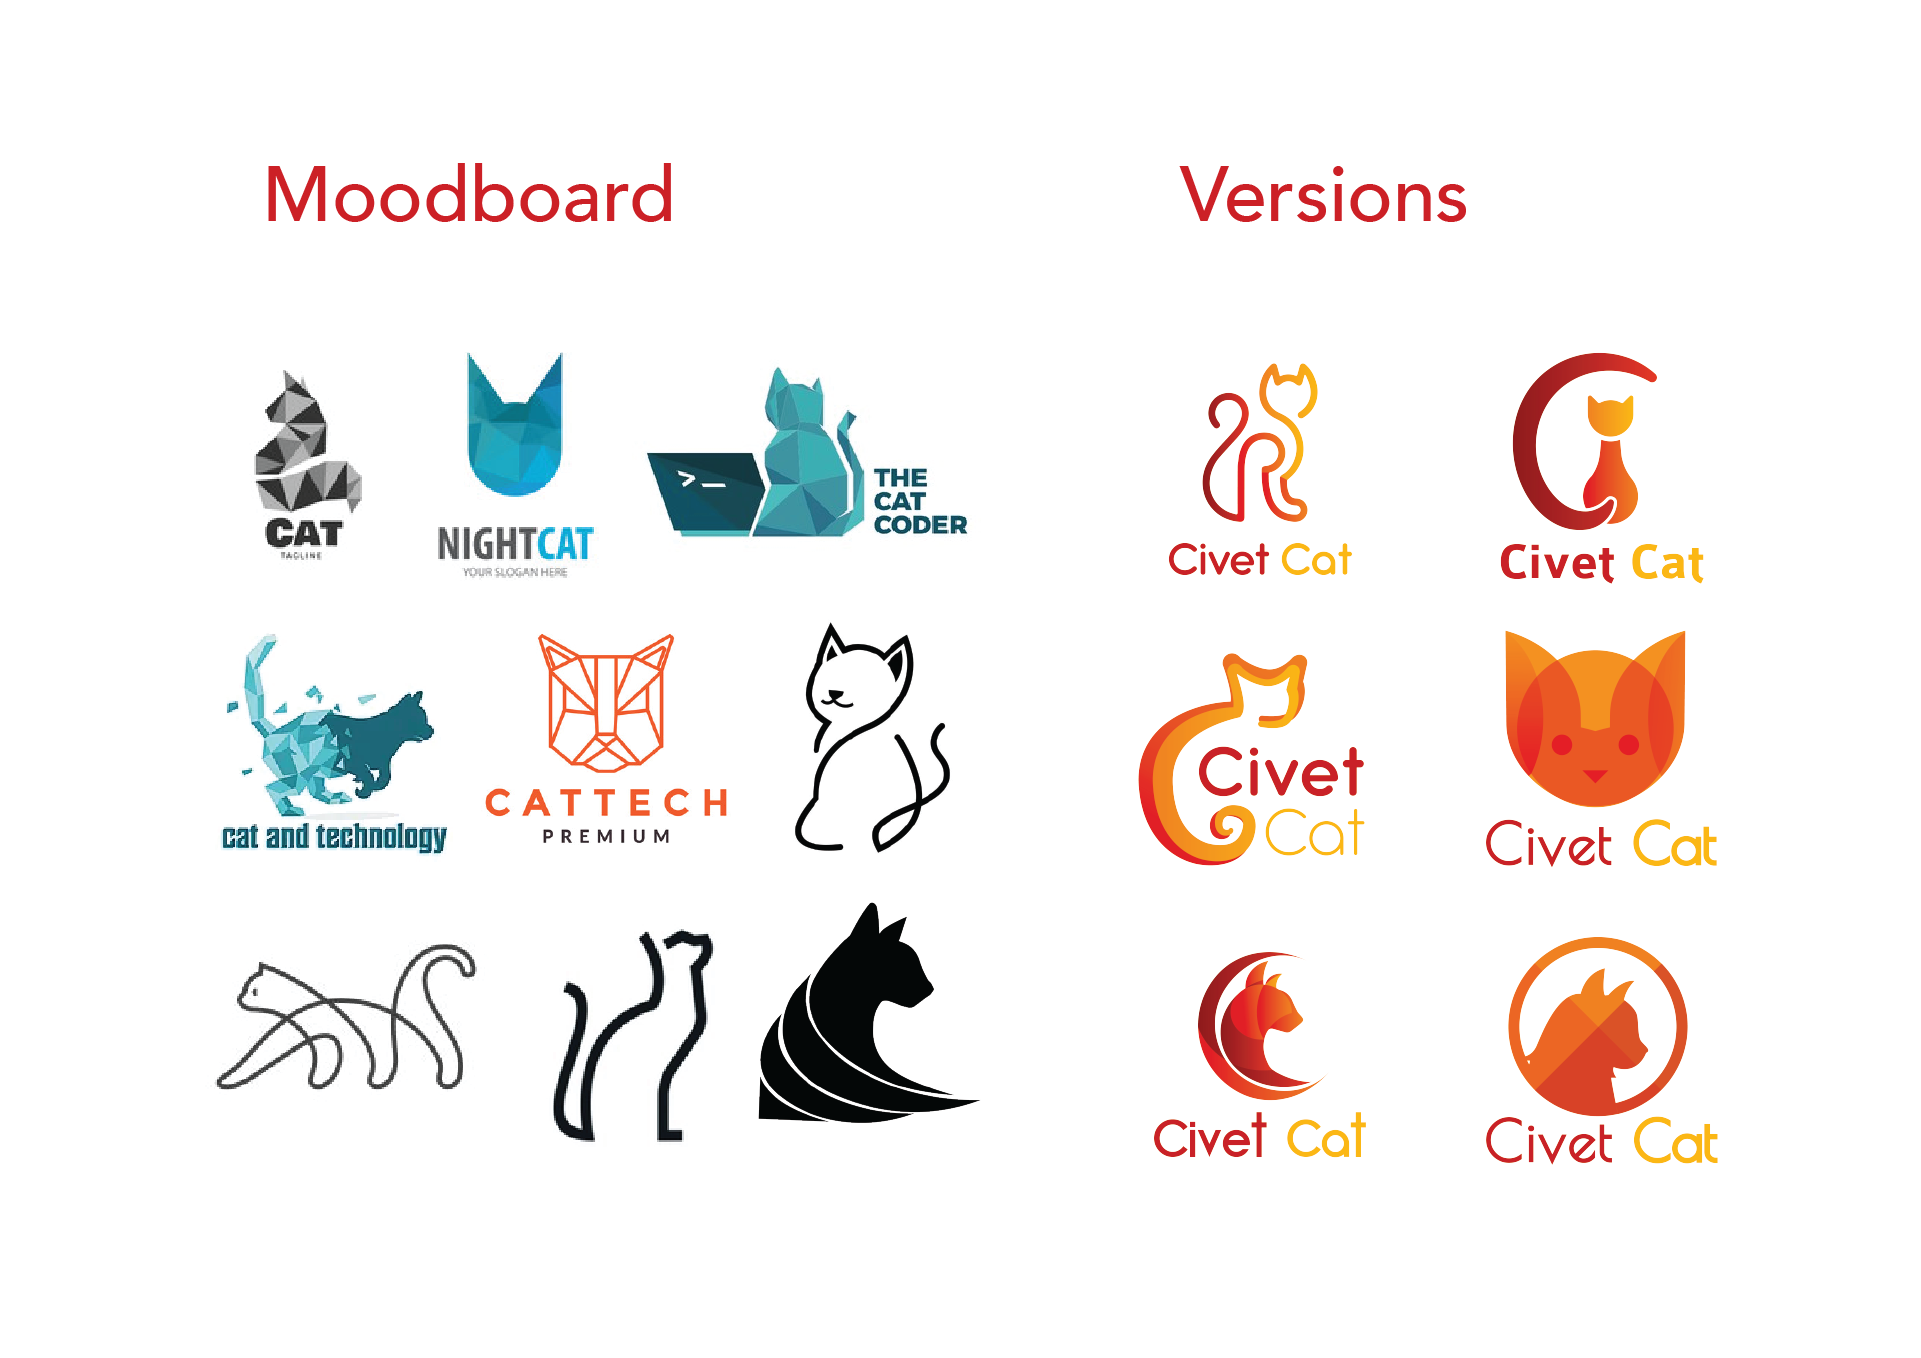 Moodboard
Versions
CAT
TAGLINE
NIGHTCAT
YOUR SLOGAN HERE
>_
THE
CAT
CODER
cat and technology
CATTECH
PREMIUM
Civet Cat
Civet Cat
Civet
Cat
Civet Cat
Civet Cat
Civet Cat